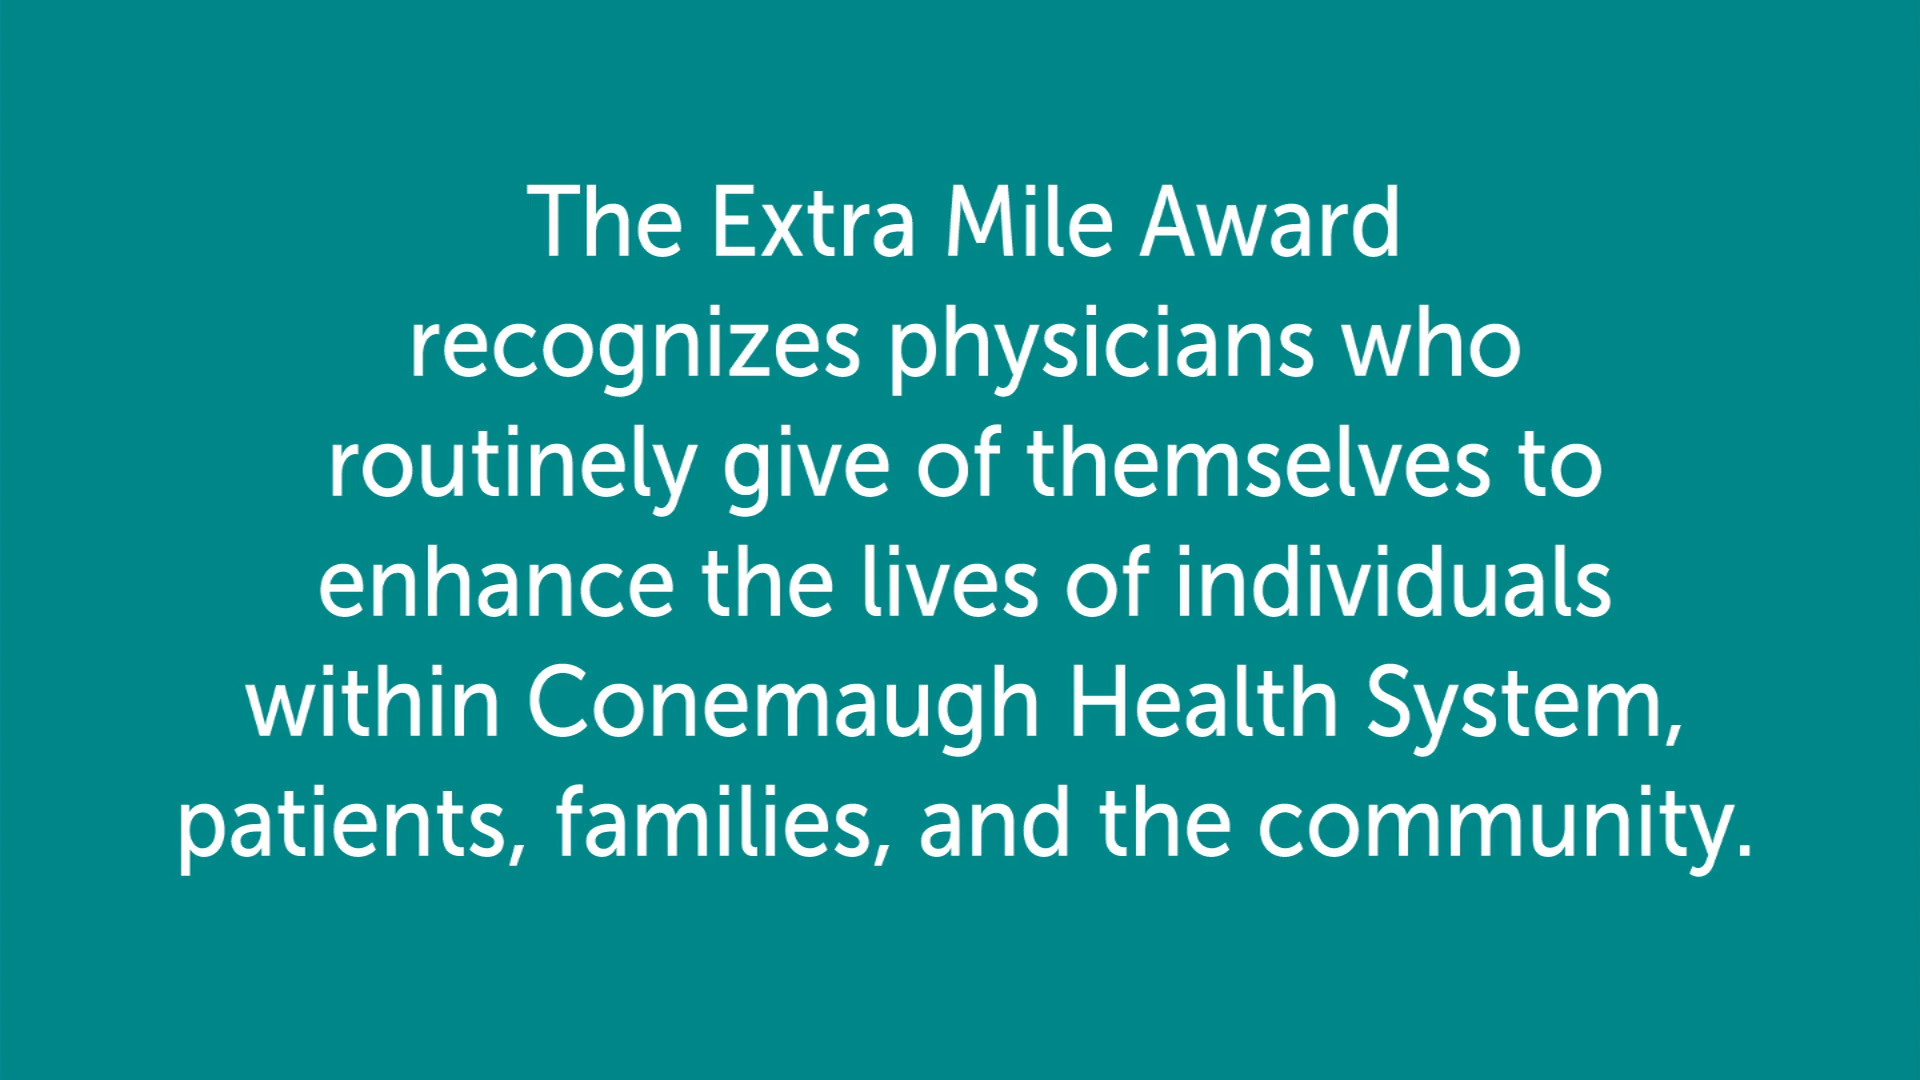 The Extra Mile Award
recognizes physicians who
routinely give of themselves to
enhance the lives of individuals
within Conemaugh Health System,
patients, families, and the community.